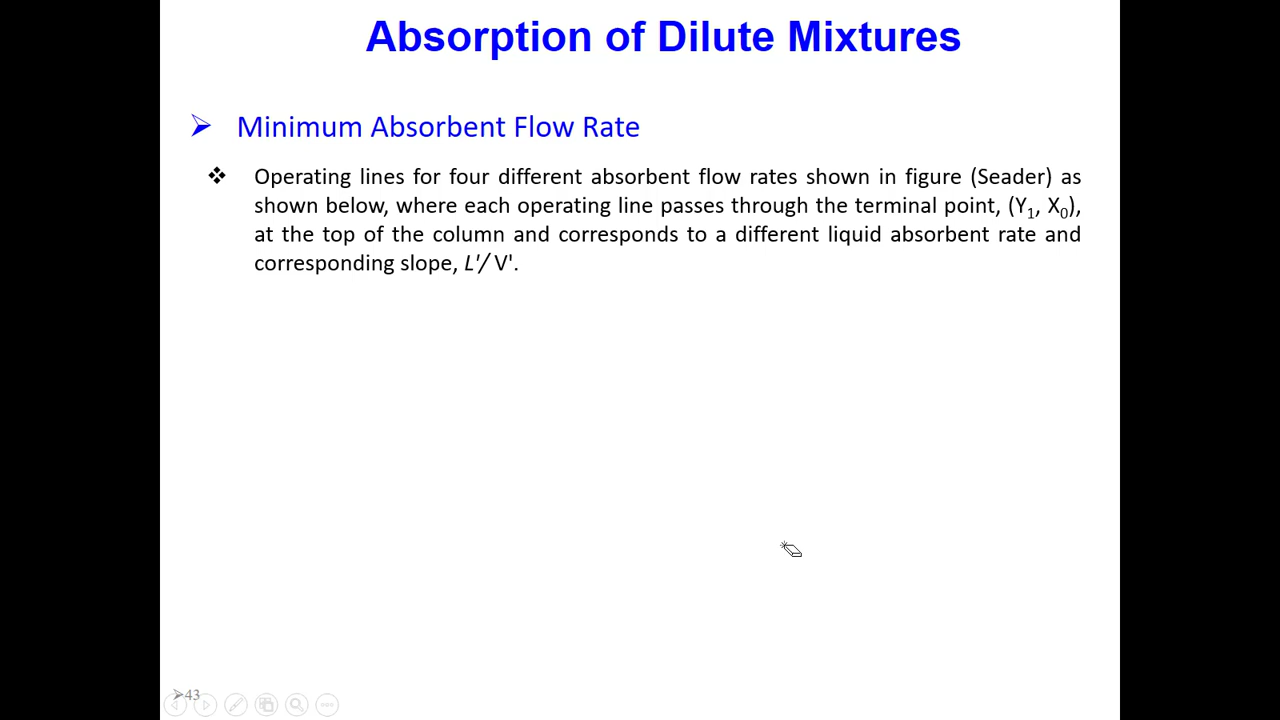 Absorption of Dilute Mixtures
➢ Minimum Absorbent Flow Rate
❖ Operating lines for four different absorbent flow rates shown in figure (Seader) as
shown below, where each operating line passes through the terminal point, (Y₁, X₀),
at the top of the column and corresponds to a different liquid absorbent rate and
corresponding slope, L'/ V'.
➢43